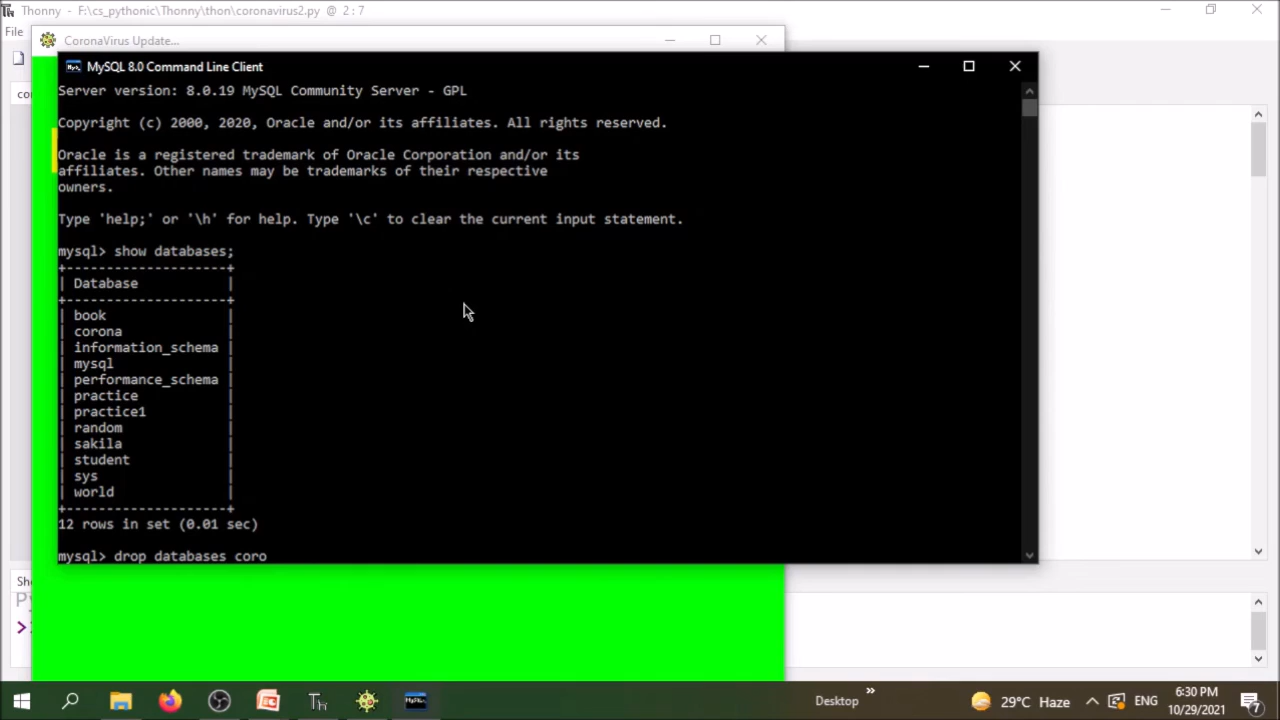 Thonny - F:\cs_pythonic\Thonny\thon\coronavirus2.py @ 2 : 7
File
CoronaVirus Update...
MySQL 8.0 Command Line Client
Server version: 8.0.19 MySQL Community Server - GPL
Copyright (c) 2000, 2020, Oracle and/or its affiliates. All rights reserved.
Oracle is a registered trademark of Oracle Corporation and/or its
affiliates. Other names may be trademarks of their respective
owners.
Type 'help;' or '\h' for help. Type '\c' to clear the current input statement.
mysql> show databases;
+--------------------+
| Database           |
+--------------------+
| book               |
| corona             |
| information_schema |
| mysql              |
| performance_schema |
| practice           |
| practice1          |
| random             |
| sakila             |
| student            |
| sys                |
| world              |
+--------------------+
12 rows in set (0.01 sec)
mysql> drop databases coro
Desktop
29°C Haze
ENG
6:30 PM
10/29/2021
7